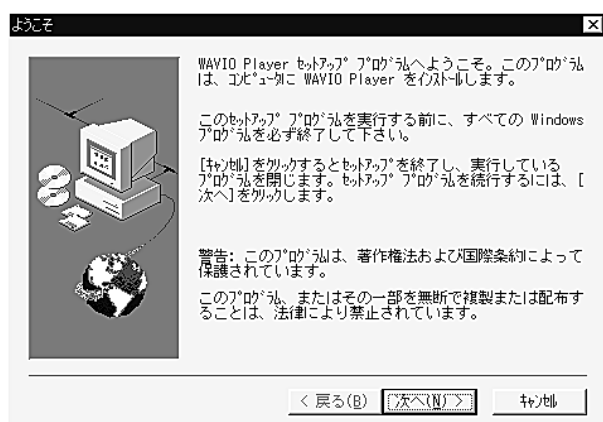 ようこそ
WAVIO Player ｾｯﾄｱｯﾌﾟ ﾌﾟﾛｸﾞﾗﾑへようこそ。このﾌﾟﾛｸﾞﾗﾑ
は、ｺﾝﾋﾟｭｰﾀに WAVIO Player をｲﾝｽﾄｰﾙします。
このｾｯﾄｱｯﾌﾟ ﾌﾟﾛｸﾞﾗﾑを実行する前に、すべての Windows
ﾌﾟﾛｸﾞﾗﾑを必ず終了して下さい。
[ｷｬﾝｾﾙ]をｸﾘｯｸするとｾｯﾄｱｯﾌﾟを終了し、実行している
ﾌﾟﾛｸﾞﾗﾑを閉じます。ｾｯﾄｱｯﾌﾟ ﾌﾟﾛｸﾞﾗﾑを続行するには、[
次へ]をｸﾘｯｸします。
警告: このﾌﾟﾛｸﾞﾗﾑは、著作権法および国際条約によって
保護されています。
このﾌﾟﾛｸﾞﾗﾑ、またはその一部を無断で複製または配布す
ることは、法律により禁止されています。
< 戻る(B) 次へ(N) > ｷｬﾝｾﾙ